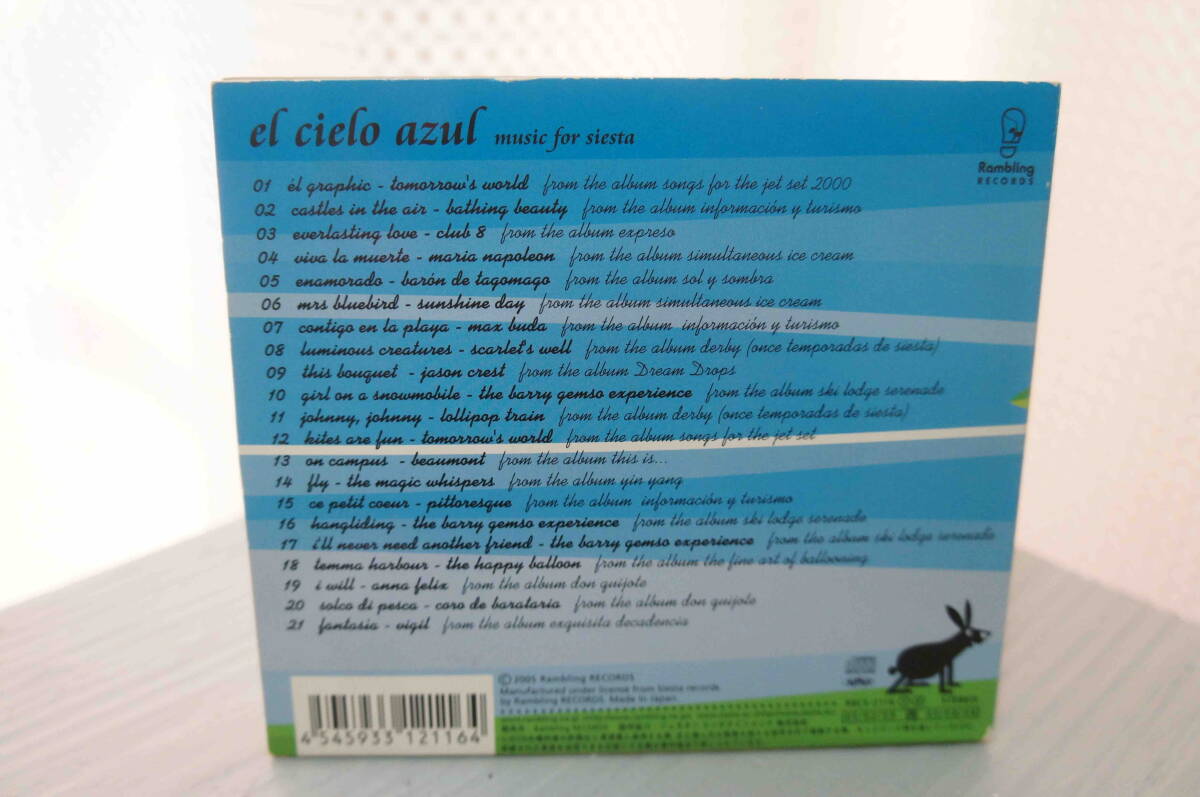 el cielo azul music for siesta
Rambling
RECORDS
01 él graphic - tomorrow's world from the album songs for the jet set 2000
02 castles in the air - bathing beauty from the album información y turismo
03 everlasting love - club 8 from the album expreso
04 viva la muerte - maria napoleon from the album simultaneous ice cream
05 enamorado - barón de tagomago from the album sol y sombra
06 mrs bluebird - sunshine day from the album simultaneous ice cream
07 contigo en la playa - max buda from the album información y turismo
08 luminous creatures - scarlet's well from the album derby (once temporadas de siesta)
09 this bouquet - jason crest from the album Dream Drops
10 girl on a snowmobile - the barry gemso experience from the album ski lodge serenade
11 johnny, johnny - lollipop train from the album derby (once temporadas de siesta)
12 kites are fun - tomorrow's world from the album songs for the jet set
13 on campus - beaumont from the album this is...
14 fly - the magic whispers from the album yin yang
15 ce petit coeur - pittoresque from the album información y turismo
16 hangliding - the barry gemso experience from the album ski lodge serenade
17 i'll never need another friend - the barry gemso experience from the album ski lodge serenade
18 temma harbour - the happy balloon from the album the fine art of ballooning
19 i will - anna felix from the album don quijote
20 solco di pesca - coro de barataria from the album don quijote
21 fantasia - vigil from the album exquisita decadencia
© 2005 Rambling RECORDS
Manufactured under license from Siesta records
by Rambling RECORDS. Made in Japan.
4 545933 121164